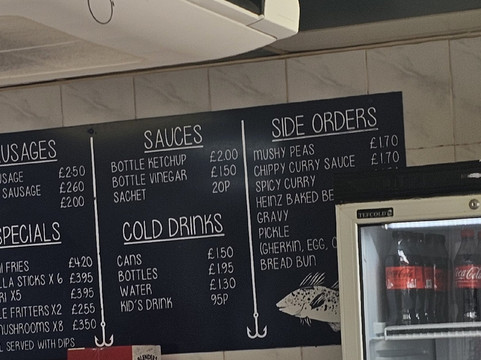 USAGES
USAGE £2.50
SAUSAGE £2.60
£2.00
SPECIALS
FRIES £4.20
STICKS X 6 £3.95
X5 £3.95
FRITTERS X2 £2.55
MUSHROOMS X8 £3.50
SERVED WITH DIPS
SAUCES
BOTTLE KETCHUP £2.00
BOTTLE VINEGAR £1.50
SACHET 20P
COLD DRINKS
CANS £1.50
BOTTLES £1.95
WATER £1.30
KID'S DRINK 95P
SIDE ORDERS
MUSHY PEAS £1.70
CHIPPY CURRY SAUCE £1.70
SPICY CURRY
HEINZ BAKED BE
GRAVY
PICKLE
(GHERKIN, EGG, O
BREAD BUN
TEFCOLD
Coca-Cola